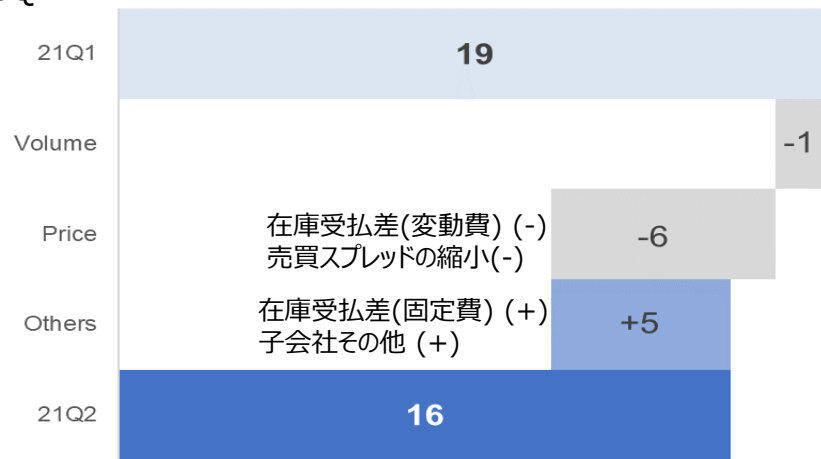 21Q1
19
Volume
-1
Price
在庫受払差(変動費) (-)
売買スプレッドの縮小(-)
-6
Others
在庫受払差(固定費) (+)
子会社その他 (+)
+5
21Q2
16